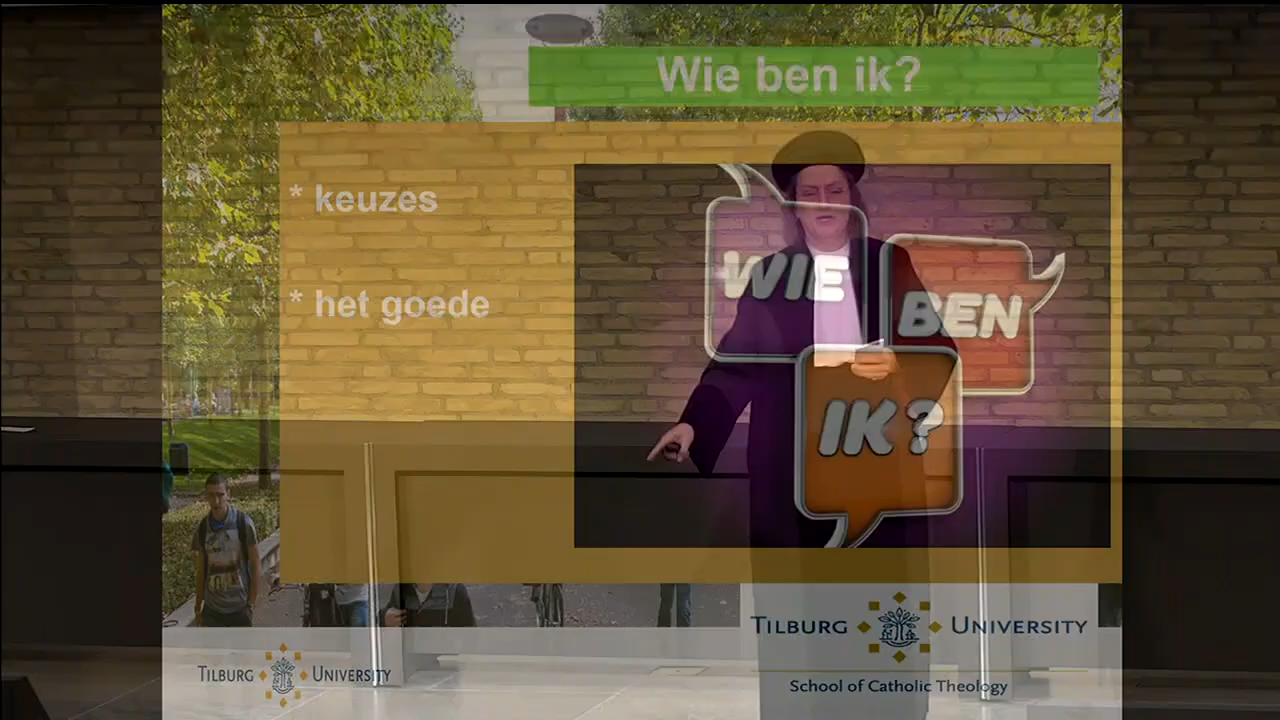 Wie ben ik?
* keuzes
* het goede
WIE
BEN
IK?
TILBURG UNIVERSITY
School of Catholic Theology
TILBURG UNIVERSITY